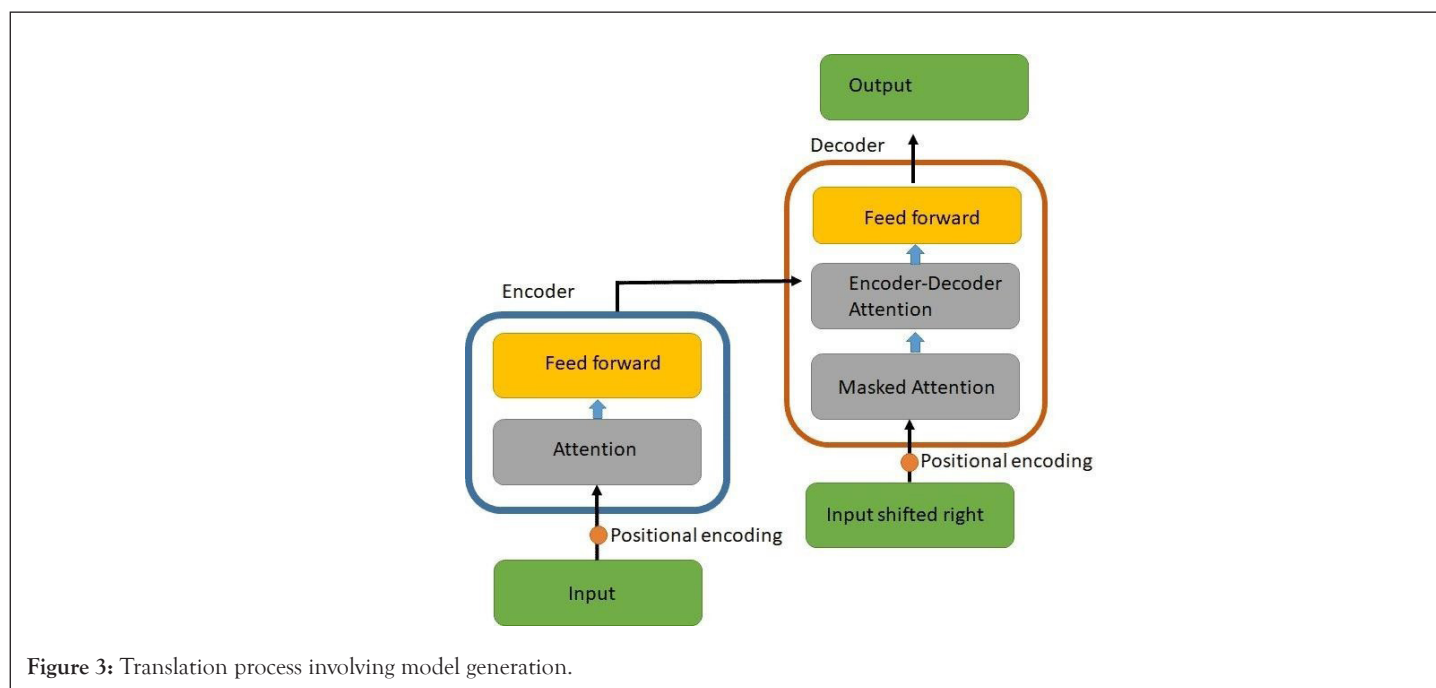 Output
Decoder
Feed forward
Encoder-Decoder
Attention
Encoder
Feed forward
Masked Attention
Attention
Positional encoding
Input shifted right
Positional encoding
Input
Figure 3: Translation process involving model generation.